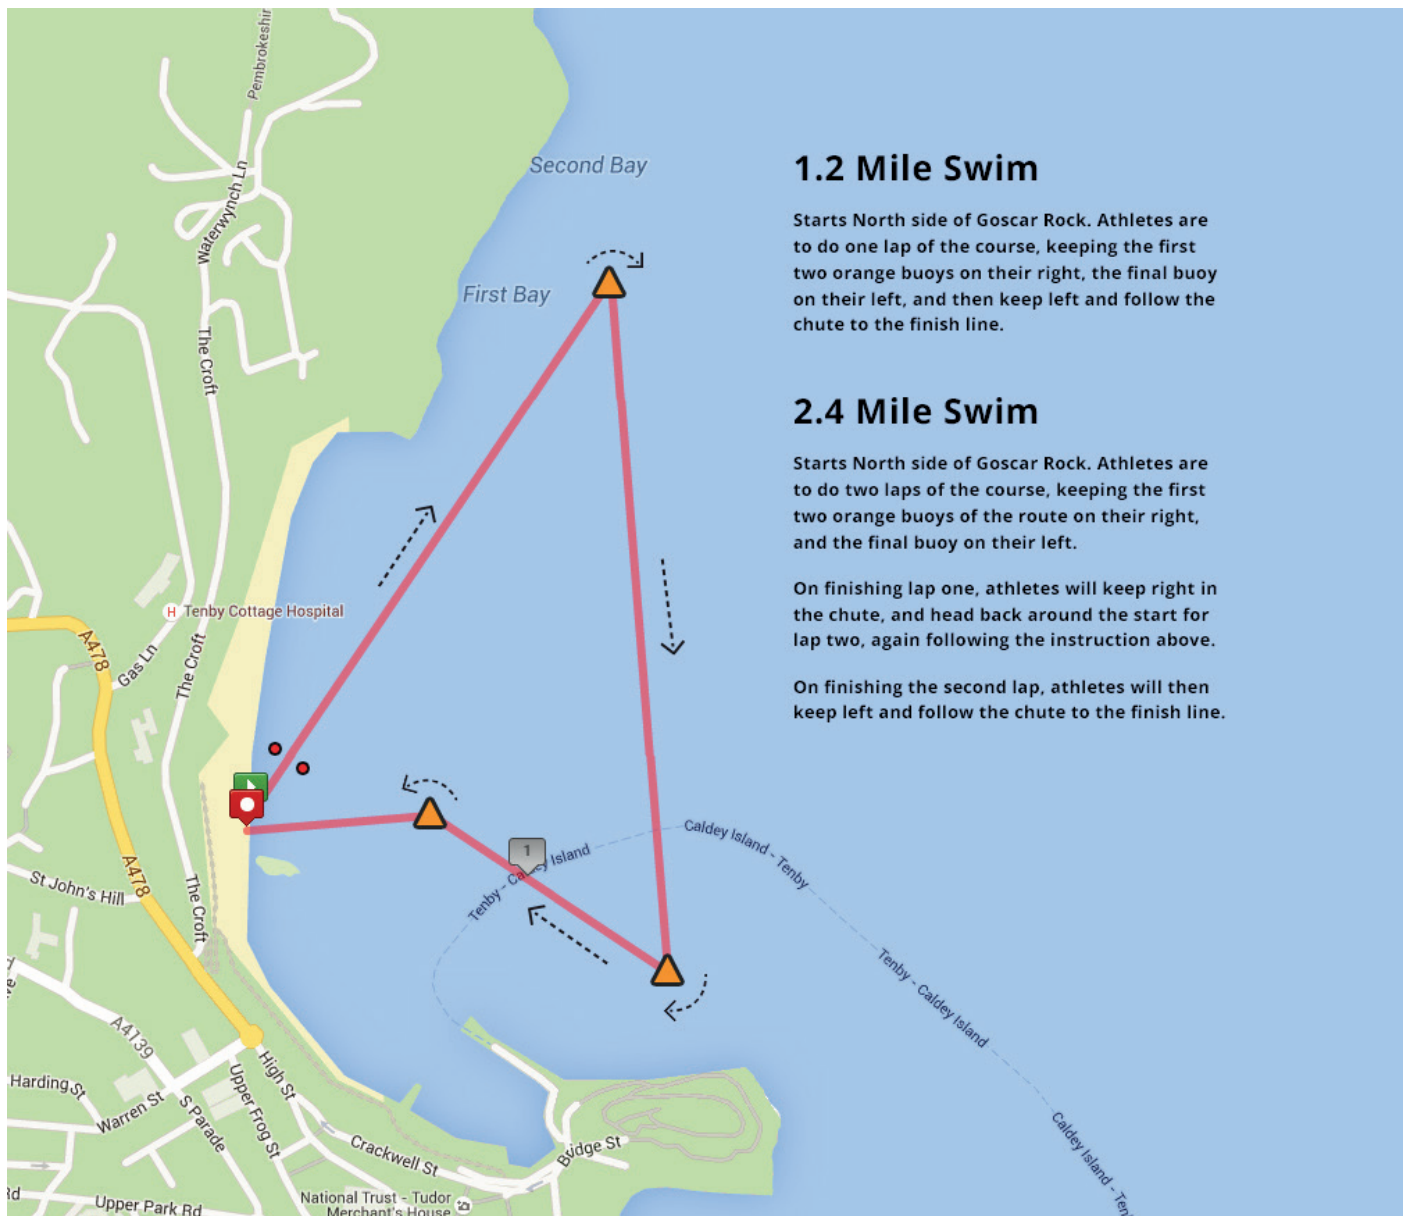 Pembrokeshir
Waterwynch Ln
Second Bay
First Bay
The Croft
1.2 Mile Swim
Starts North side of Goscar Rock. Athletes are
to do one lap of the course, keeping the first
two orange buoys on their right, the final buoy
on their left, and then keep left and follow the
chute to the finish line.
2.4 Mile Swim
Starts North side of Goscar Rock. Athletes are
to do two laps of the course, keeping the first
two orange buoys of the route on their right,
and the final buoy on their left.
On finishing lap one, athletes will keep right in
the chute, and head back around the start for
lap two, again following the instruction above.
On finishing the second lap, athletes will then
keep left and follow the chute to the finish line.
H Tenby Cottage Hospital
A478
Gas Ln
The Croft
1
Tenby - Caldey Island
Caldey Island - Tenby
A478
St John's Hill
The Croft
Tenby - Caldey Island
A4139
High St
Harding St
Warren St
S Parade
Upper Frog St
Crackwell St
Bridge St
Caldey Island - Ten
Upper Park Rd
National Trust - Tudor
Merchant's House
Rd